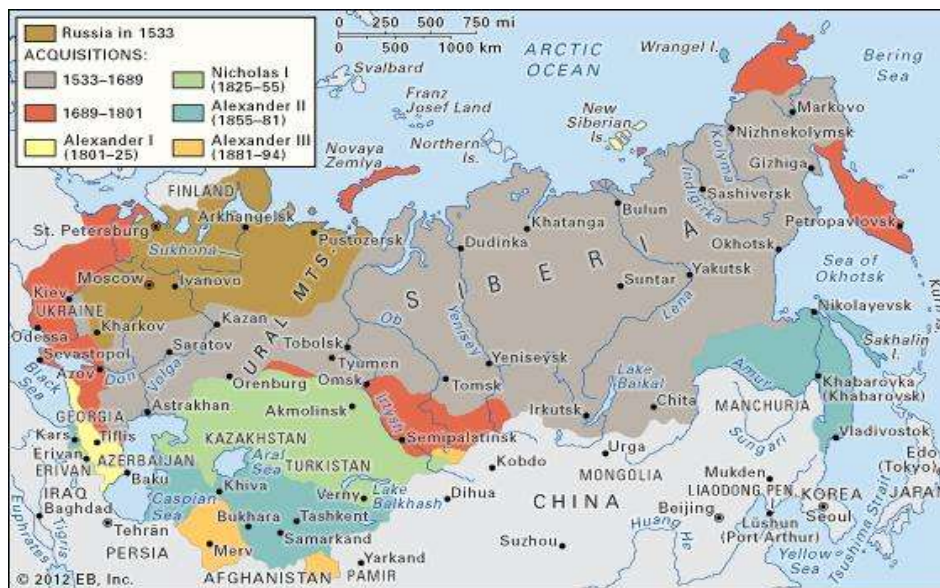 Russia in 1533
ACQUISITIONS:
1533–1689
1689–1801
Alexander I
(1801–25)
Nicholas I
(1825–55)
Alexander II
(1855–81)
Alexander III
(1881–94)
0 250 500 750 mi
0 500 1000 km
ARCTIC
OCEAN
Wrangel I.
Bering
Sea
Svalbard
Franz
Josef Land
Northern
Is.
New
Siberian
Is.
Novaya
Zemlya
Markovo
Nizhnekolymsk
Gizhiga
Kolyma
Indigirka
Sashiversk
Petropavlovsk
FINLAND
Arkhangelsk
St. Petersburg
Sukhona
Pustozersk
Dudinka
Khatanga
Bulun
Okhotsk
Sea of
Okhotsk
Moscow
Ivanovo
URAL MTS.
SIBERIA
Suntar
Yakutsk
Lena
Kiev
UKRAINE
Kharkov
Kazan
Ob
Yenisey
Nikolayevsk
Odessa
Sevastopol
Saratov
Tobolsk
Tyumen
Yeniseysk
Sakhalin
I.
Black
Sea
Azov
Don
Volga
Orenburg
Omsk
Tomsk
Lake
Baikal
Amur
Khabarovka
(Khabarovsk)
Astrakhan
Akmolinsk
Irtysh
Irkutsk
Chita
MANCHURIA
GEORGIA
Kars
Tiflis
KAZAKHSTAN
Semipalatinsk
Urga
Sungari
Vladivostok
Erivan
ERIVAN
AZERBAIJAN
Aral
Sea
TURKISTAN
Kobdo
MONGOLIA
Mukden
Edo
(Tokyo)
Baku
Khiva
Verny
Lake
Balkhash
Dihua
CHINA
LIAODONG PEN.
KOREA
JAPAN
IRAQ
Baghdad
Caspian
Sea
Bukhara
Tashkent
Beijing
Lüshun
(Port Arthur)
Seoul
Tsushima Strait
Euphrates
Tigris
Tehrān
Samarkand
Huang
He
PERSIA
Merv
Yarkand
Suzhou
Yellow
Sea
AFGHANISTAN
PAMIR
© 2012 EB, Inc.